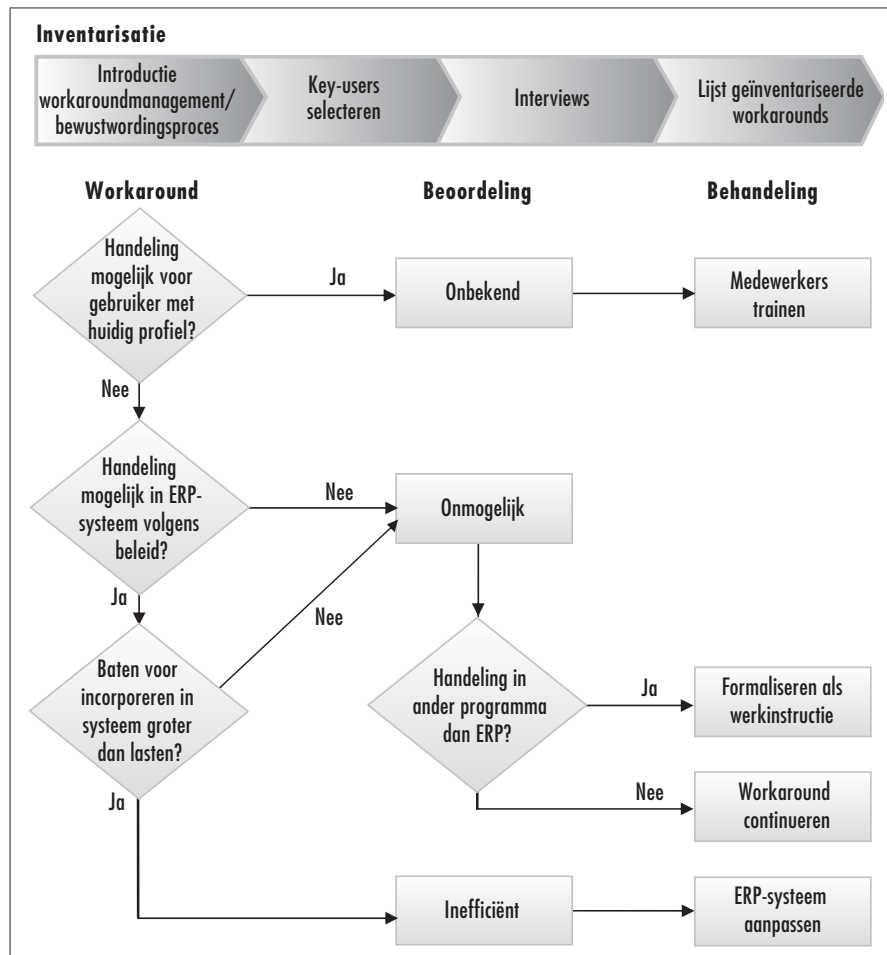 Inventarisatie
Introductie
workaroundmanagement/
bewustwordingsproces
Key-users
selecteren
Interviews
Lijst geïnventariseerde
workarounds
Workaround
Beoordeling
Behandeling
Handeling
mogelijk voor
gebruiker met
huidig profiel?
Ja
Onbekend
Medewerkers
trainen
Nee
Handeling
mogelijk in ERP-
systeem volgens
beleid?
Nee
Onmogelijk
Ja
Nee
Baten voor
incorporeren in
systeem groter
dan lasten?
Handeling in
ander programma
dan ERP?
Ja
Formaliseren als
werkinstructie
Nee
Workaround
continueren
Ja
Inefficiënt
ERP-systeem
aanpassen